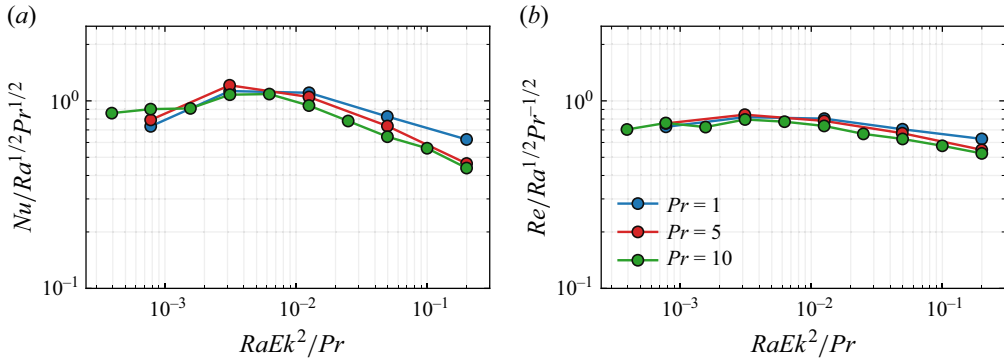 (a)
Nu/Ra^{1/2}Pr^{1/2}
10^0
10^{-1}
10^{-3}
10^{-2}
10^{-1}
RaEk^2/Pr
(b)
Re/Ra^{1/2}Pr^{-1/2}
10^0
10^{-1}
Pr = 1
Pr = 5
Pr = 10
10^{-3}
10^{-2}
10^{-1}
RaEk^2/Pr